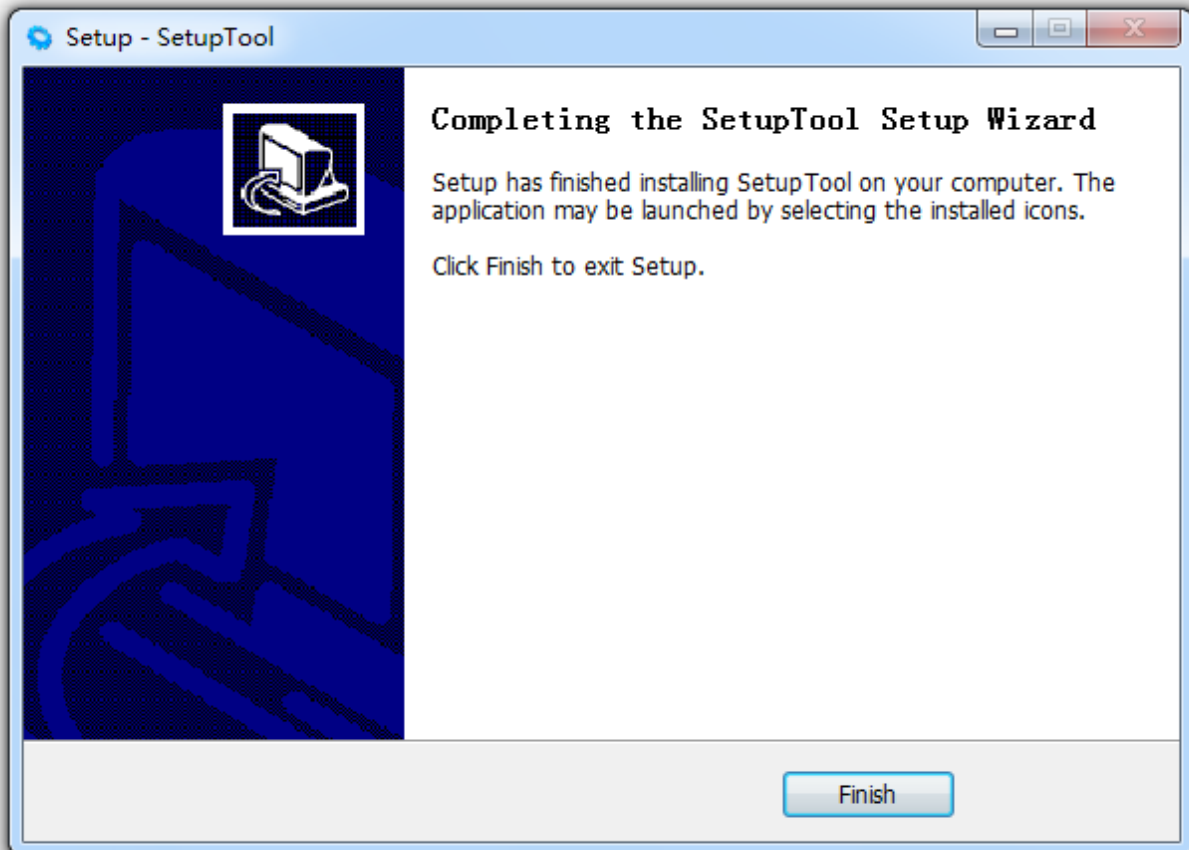 Setup - SetupTool
Completing the SetupTool Setup Wizard
Setup has finished installing SetupTool on your computer. The
application may be launched by selecting the installed icons.
Click Finish to exit Setup.
Finish